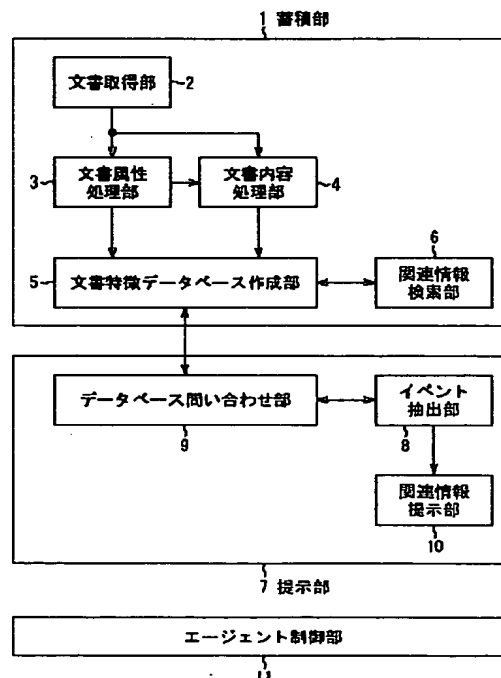 1 蓄積部
文書取得部
2
3
文書属性
処理部
文書内容
処理部
4
5
文書特徴データベース作成部
6
関連情報
検索部
データベース問い合わせ部
9
イベント
抽出部
8
関連情報
提示部
10
7 提示部
エージェント制御部
11